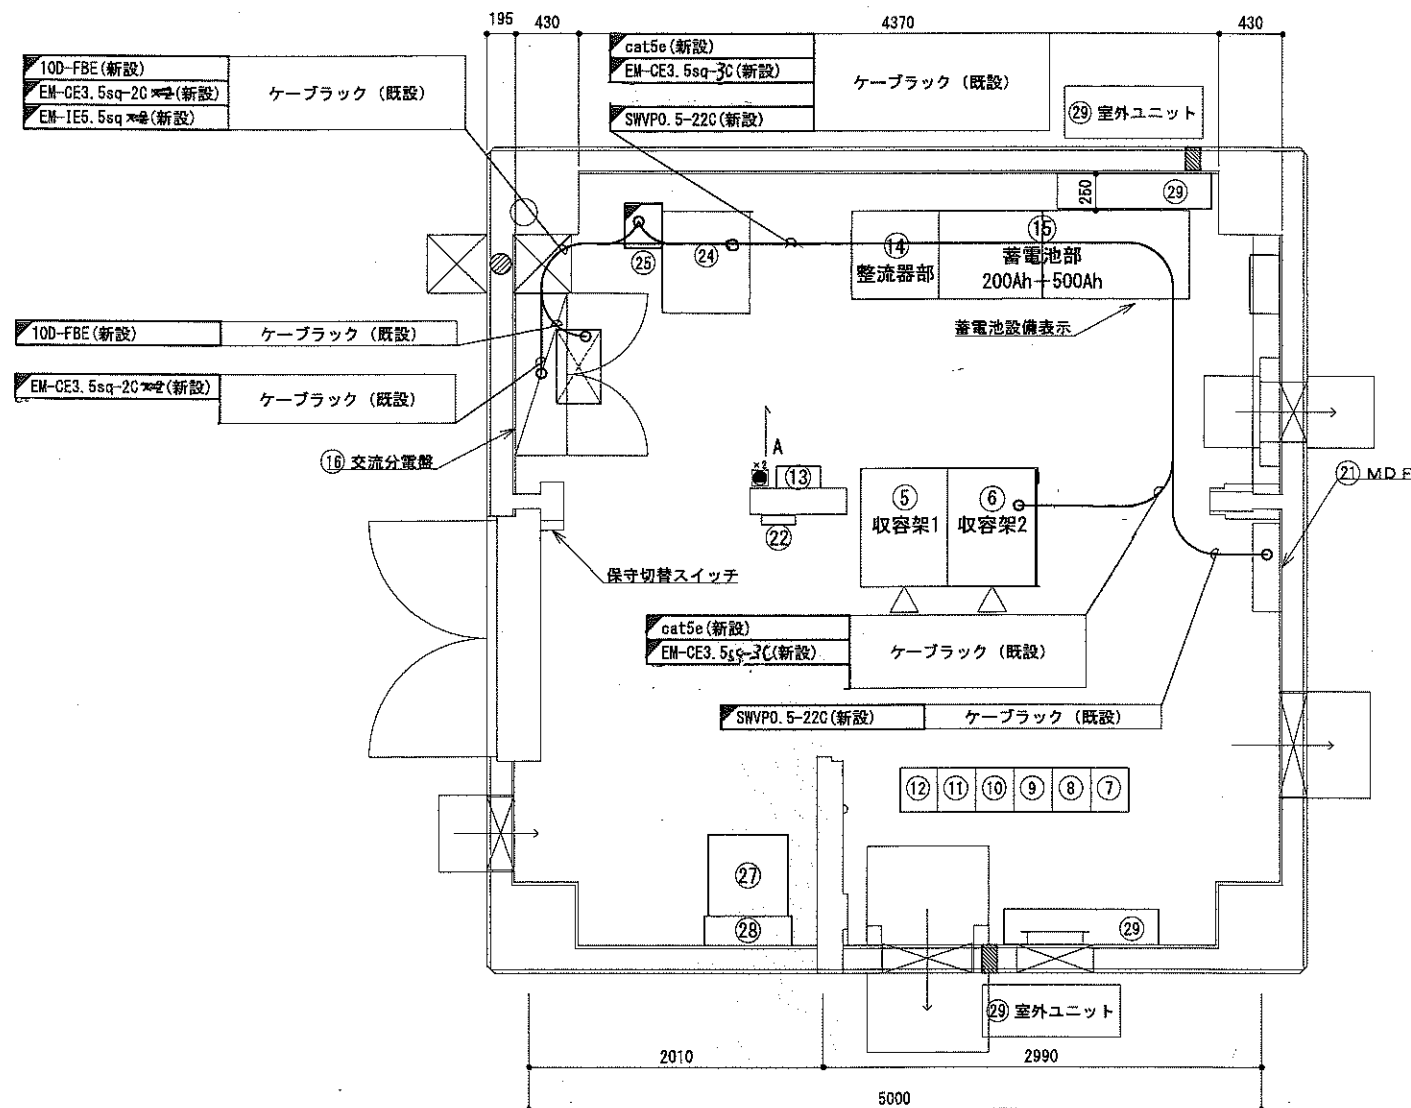 195
430
4370
430
10D-FBE(新設)
EM-CE3.5sq-2C(新設)
EM-IE5.5sq(新設)
ケーブラック (既設)
cat5e(新設)
EM-CE3.5sq-3C(新設)
SWVP0.5-22C(新設)
ケーブラック (既設)
29 室外ユニット
29
250
25
24
14
整流器部
15
蓄電池部
200Ah+500Ah
蓄電池設備表示
10D-FBE(新設)
ケーブラック (既設)
EM-CE3.5sq-2C(新設)
ケーブラック (既設)
16 交流分電盤
A
×2
13
22
5
収容架1
6
収容架2
21 MDF
保守切替スイッチ
cat5e(新設)
EM-CE3.5sq-3C(新設)
ケーブラック (既設)
SWVP0.5-22C(新設)
ケーブラック (既設)
12 11 10 9 8 7
27
28
29
29 室外ユニット
2010
2990
5000